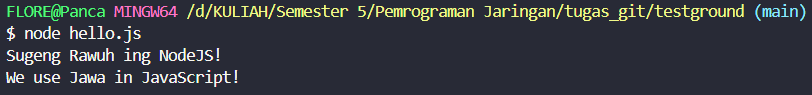 FLORE@Panca MINGW64 /d/KULIAH/Semester 5/Pemrograman Jaringan/tugas_git/testground (main)
$ node hello.js
Sugeng Rawuh ing NodeJS!
We use Jawa in JavaScript!